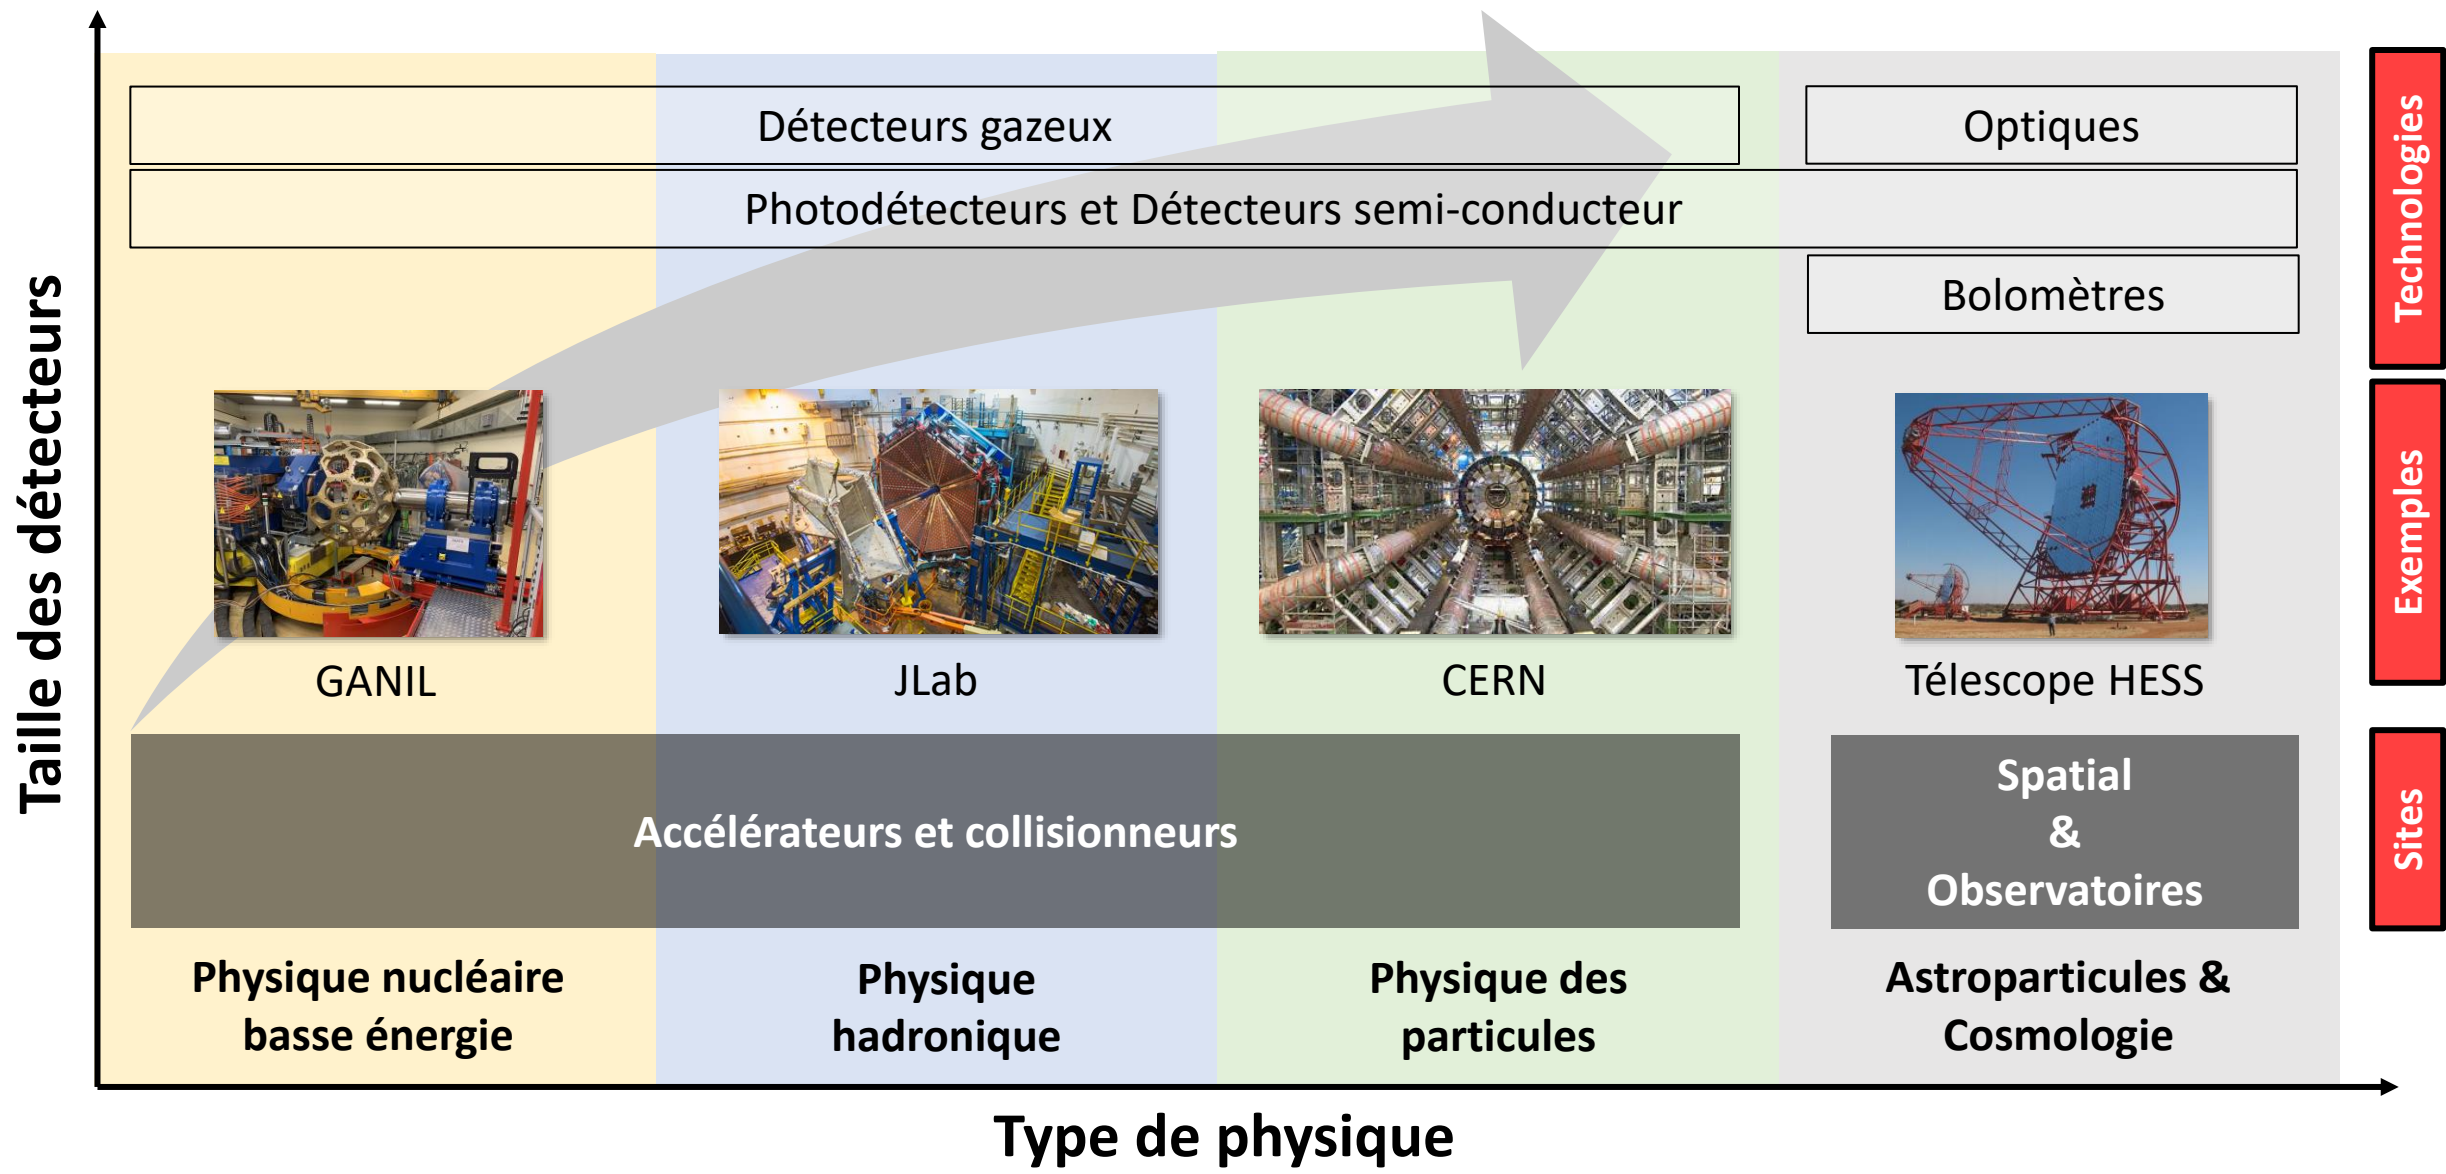 Taille des détecteurs
Détecteurs gazeux
Optiques
Photodétecteurs et Détecteurs semi-conducteur
Bolomètres
Technologies
GANIL
JLab
CERN
Télescope HESS
Exemples
Accélérateurs et collisionneurs
Spatial
&
Observatoires
Sites
Physique nucléaire
basse énergie
Physique
hadronique
Physique des
particules
Astroparticules &
Cosmologie
Type de physique